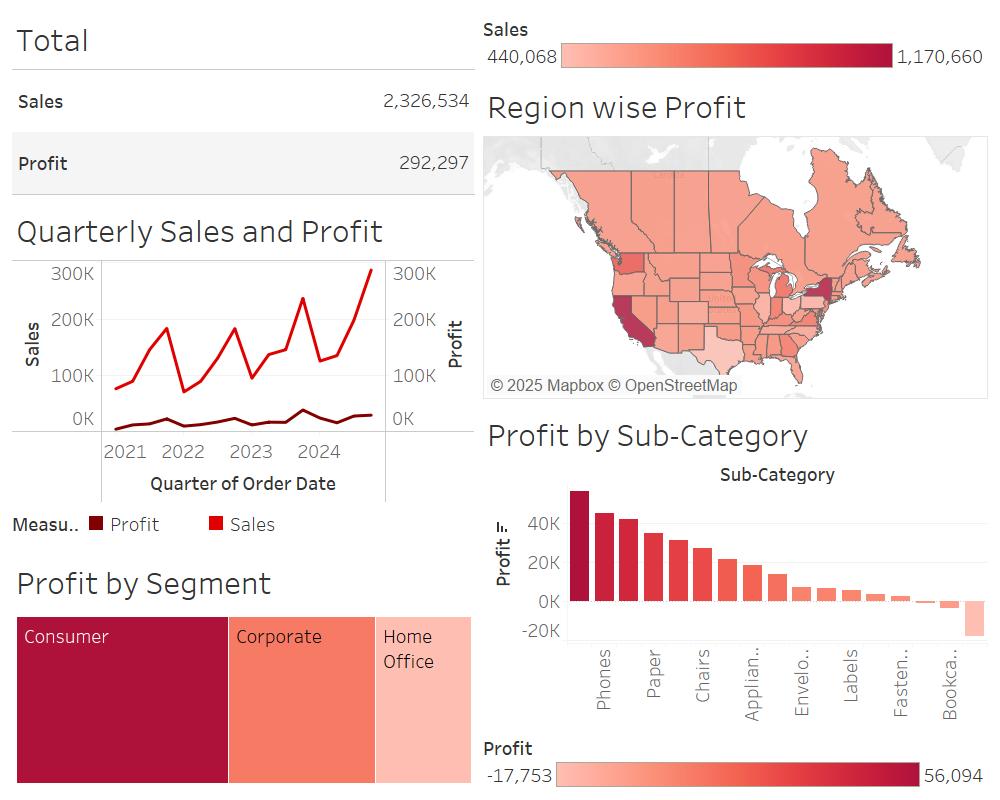 Total
Sales
2,326,534
Profit
292,297
Quarterly Sales and Profit
300K
200K
100K
0K
Sales
300K
200K
100K
0K
Profit
2021
2022
2023
2024
Quarter of Order Date
Measu..
Profit
Sales
Profit by Segment
Consumer
Corporate
Home
Office
Sales
440,068
1,170,660
Region wise Profit
© 2025 Mapbox © OpenStreetMap
Profit by Sub-Category
Sub-Category
Profit
40K
20K
0K
-20K
Phones
Paper
Chairs
Applian..
Envelo..
Labels
Fasten..
Bookca..
Profit
-17,753
56,094